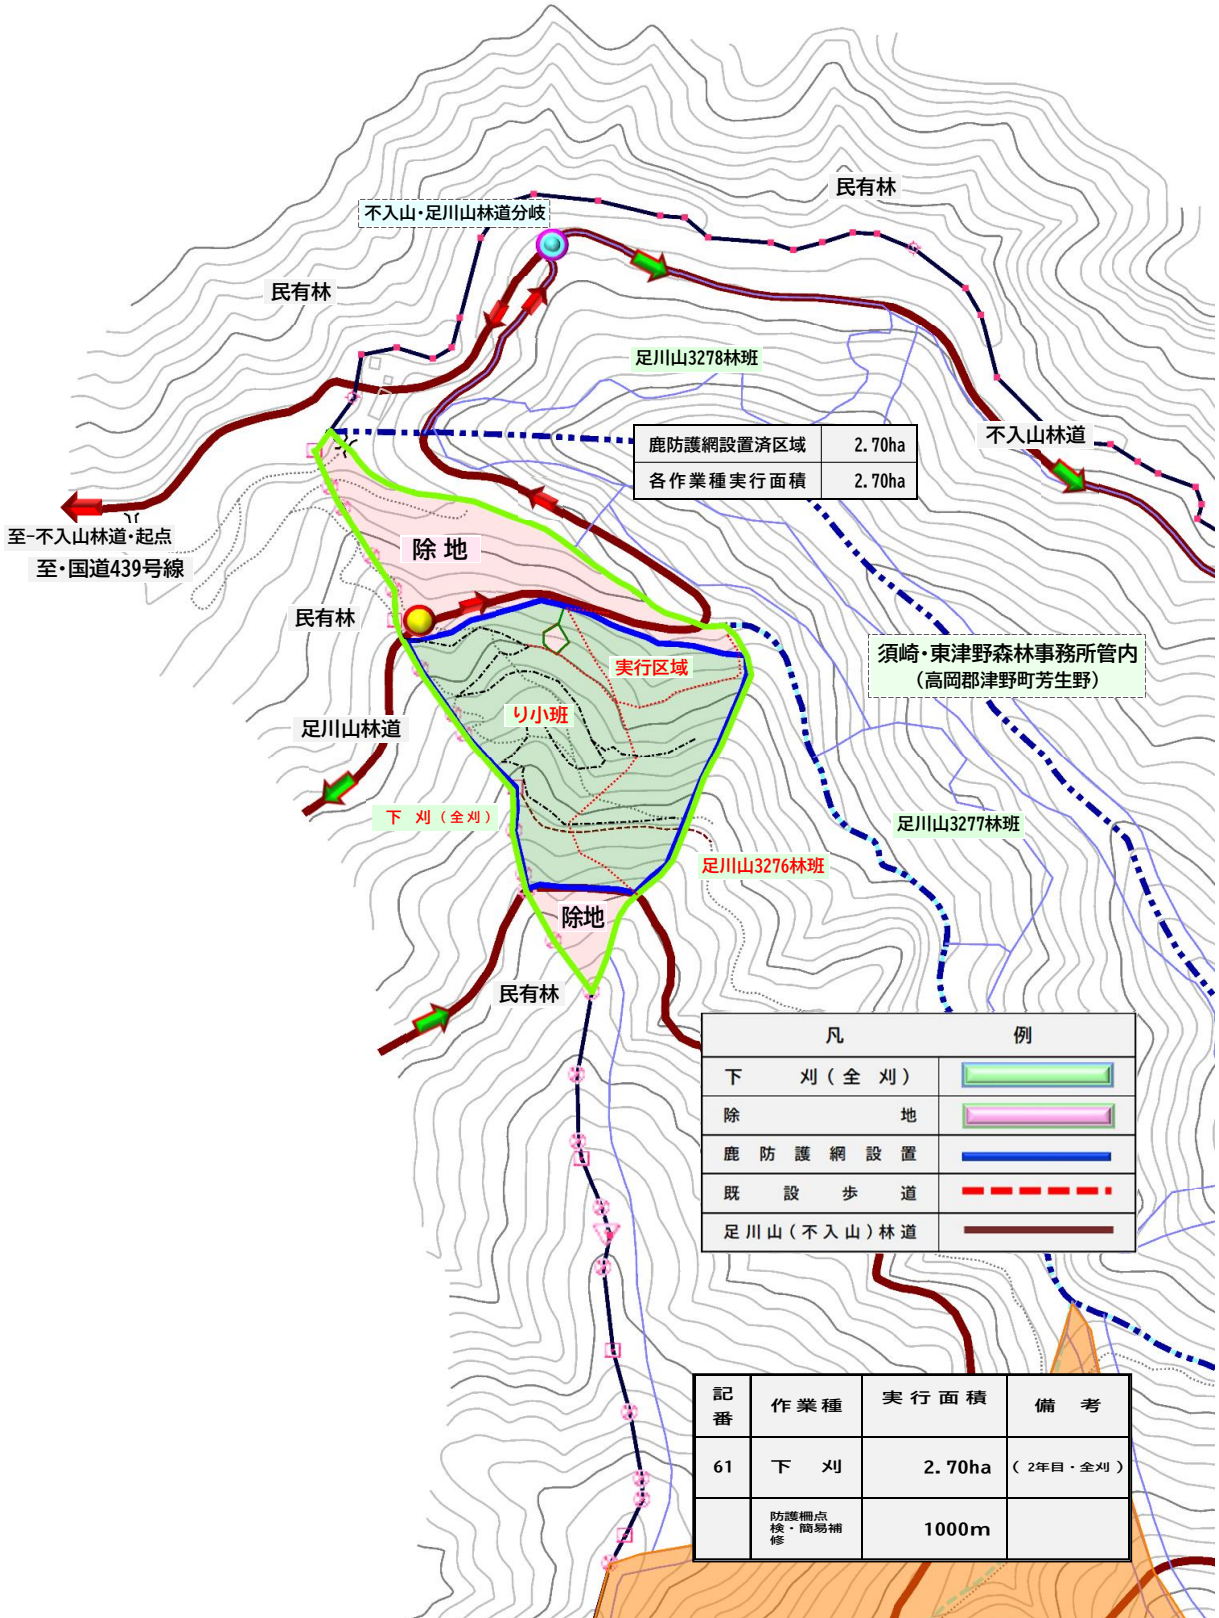 民有林
不入山・足川山林道分岐
民有林
足川山3278林班
不入山林道
鹿防護網設置済区域 2.70ha
各作業種実行面積 2.70ha
至-不入山林道・起点
至・国道439号線
除 地
民有林
須崎・東津野森林事務所管内
（高岡郡津野町芳生野）
実行区域
り小班
足川山林道
下 刈（全刈）
足川山3277林班
足川山3276林班
除地
民有林
凡 例
下 刈（全 刈）
除 地
鹿 防 護 網 設 置
既 設 歩 道
足川山（不入山）林道
記番 作業種 実行面積 備 考
61 下 刈 2.70ha （ 2年目・全刈 ）
防護柵点
検・簡易補
修 1000m